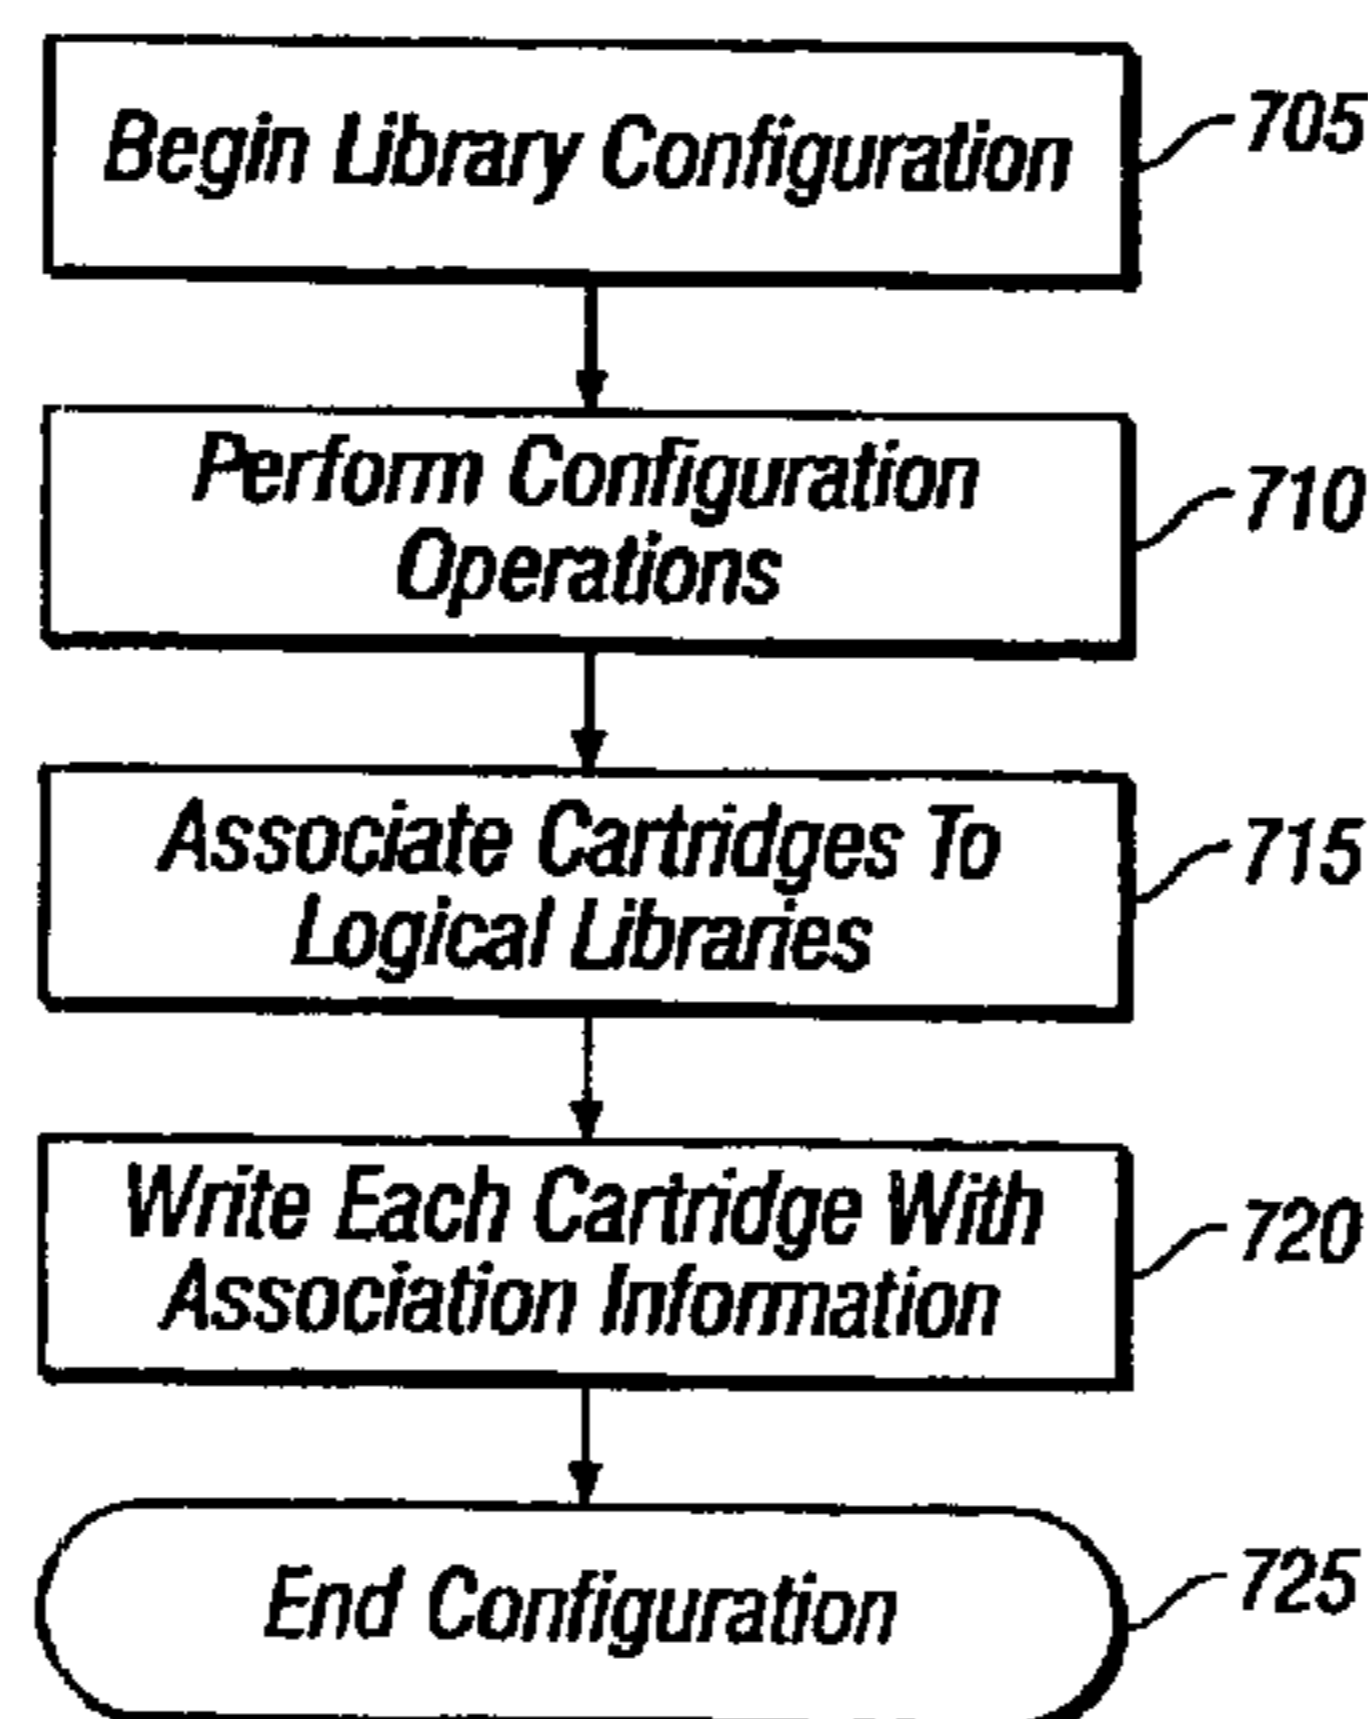 Begin Library Configuration
705
Perform Configuration
Operations
710
Associate Cartridges To
Logical Libraries
715
Write Each Cartridge With
Association Information
720
End Configuration
725